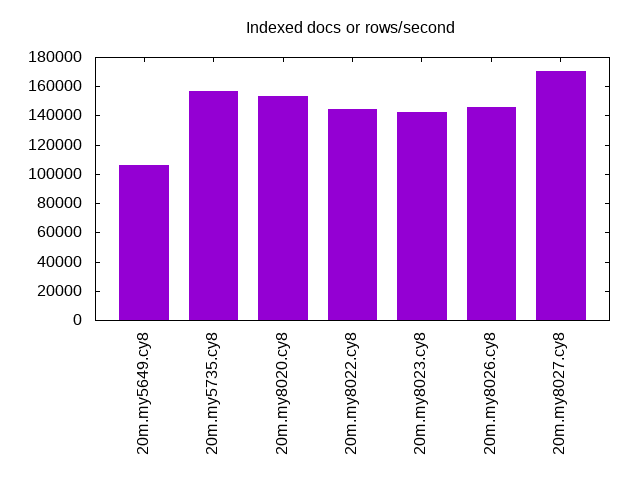 Indexed docs or rows/second
180000
160000
140000
120000
100000
80000
60000
40000
20000
0
20m.my5649.cy8
20m.my5735.cy8
20m.my8020.cy8
20m.my8022.cy8
20m.my8023.cy8
20m.my8026.cy8
20m.my8027.cy8